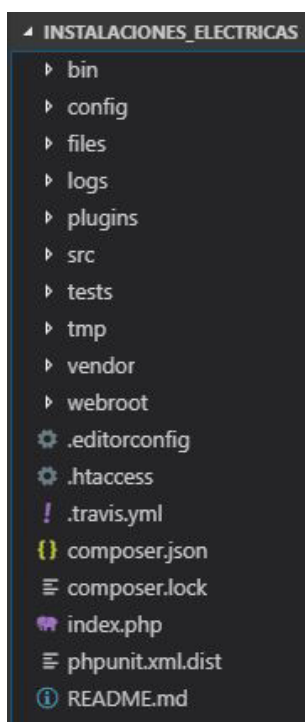 INSTALACIONES_ELECTRICAS
bin
config
files
logs
plugins
src
tests
tmp
vendor
webroot
.editorconfig
.htaccess
.travis.yml
composer.json
composer.lock
index.php
phpunit.xml.dist
README.md